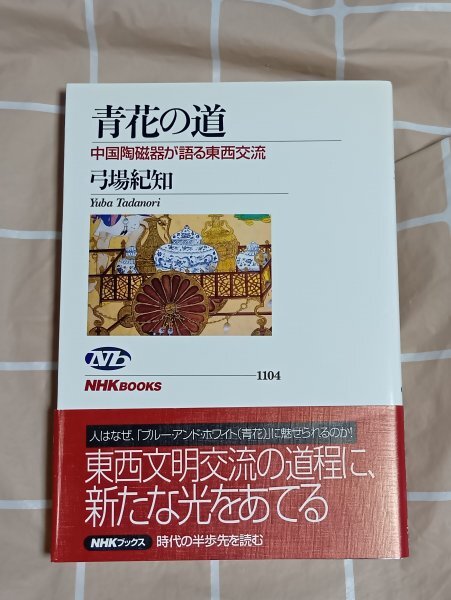 青花の道
中国陶磁器が語る東西交流
弓場紀知
Yuba Tadanori
Nb
NHKBOOKS
1104
人はなぜ、「ブルー・アンド・ホワイト(青花)」に魅せられるのか!
東西文明交流の道程に、
新たな光をあてる
NHKブックス 時代の半歩先を読む